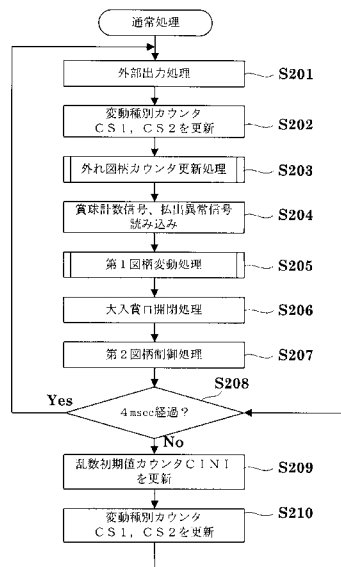 通常処理
外部出力処理
S201
変動種別カウンタ
CS1，CS2を更新
S202
外れ図柄カウンタ更新処理
S203
賞球計数信号、払出異常信号
読み込み
S204
第1図柄変動処理
S205
大入賞口開閉処理
S206
第2図柄制御処理
S207
S208
Yes
4msec経過？
No
乱数初期値カウンタCINI
を更新
S209
変動種別カウンタ
CS1，CS2を更新
S210